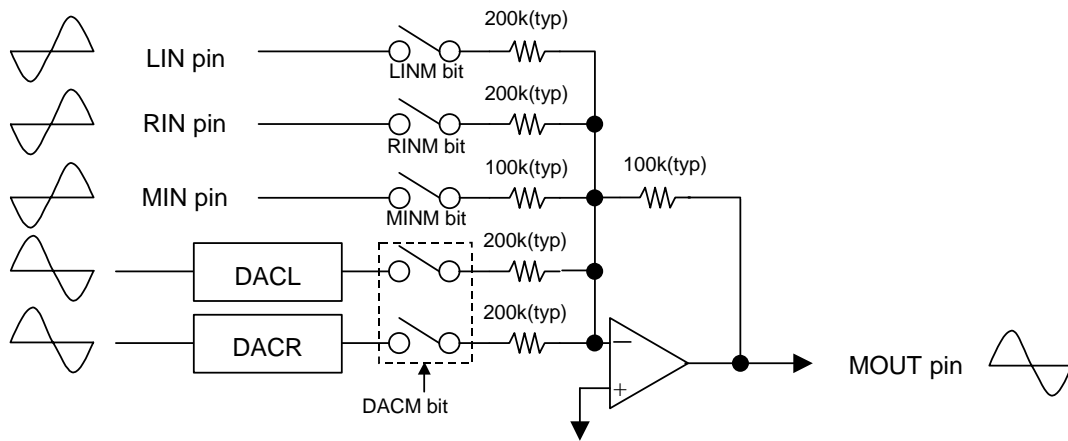 200k(typ)
LIN pin
LINM bit
200k(typ)
RIN pin
RINM bit
100k(typ)
100k(typ)
MIN pin
MINM bit
200k(typ)
DACL
200k(typ)
DACR
−
+
MOUT pin
DACM bit